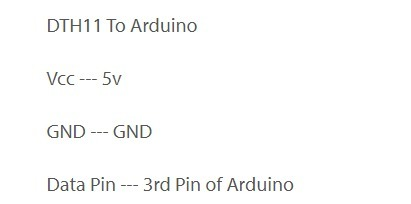 DTH11 To Arduino
Vcc --- 5v
GND --- GND
Data Pin --- 3rd Pin of Arduino